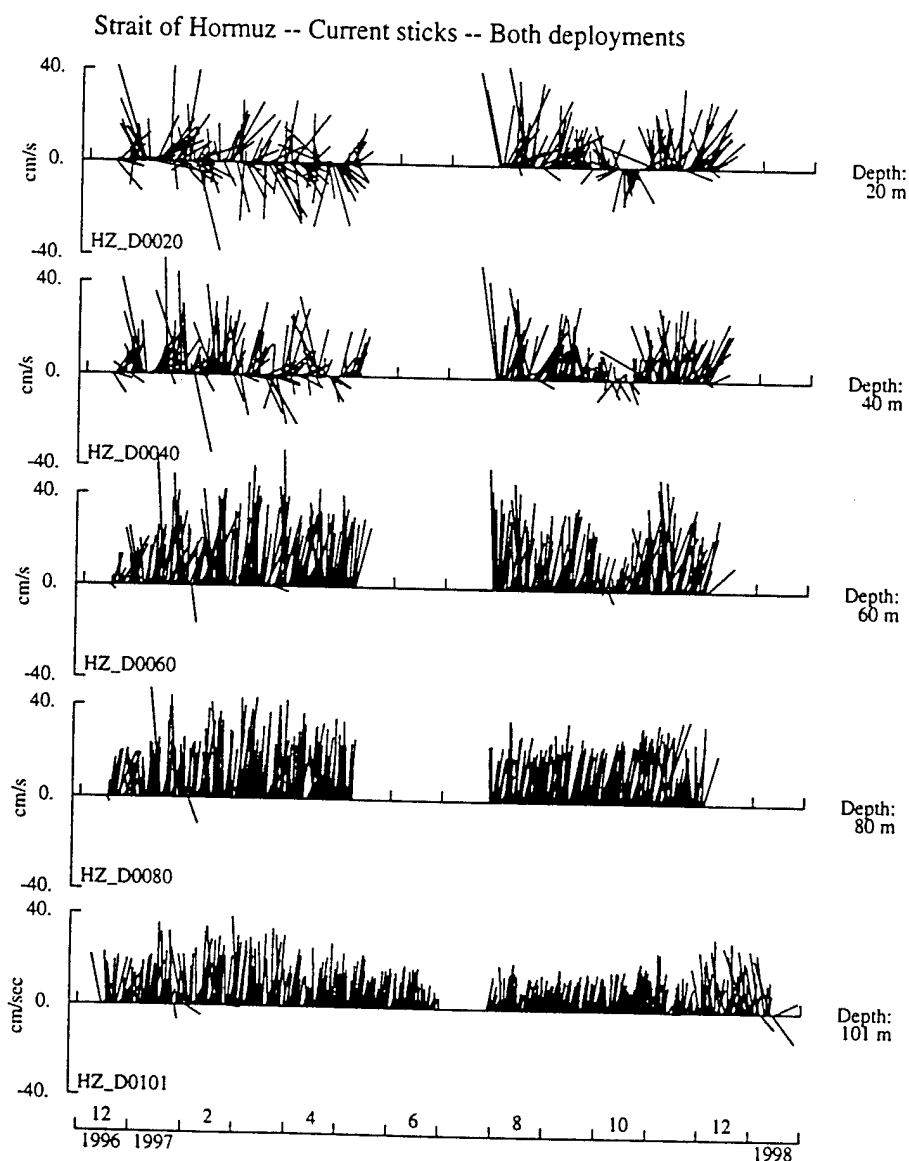 Strait of Hormuz -- Current sticks -- Both deployments
40.
cm/s
0.
-40.
HZ_D0020
Depth:
20 m
40.
cm/s
0.
-40.
HZ_D0040
Depth:
40 m
40.
cm/s
0.
-40.
HZ_D0060
Depth:
60 m
40.
cm/s
0.
-40.
HZ_D0080
Depth:
80 m
40.
cm/sec
0.
-40.
HZ_D0101
Depth:
101 m
12 2 4 6 8 10 12
1996 1997 1998